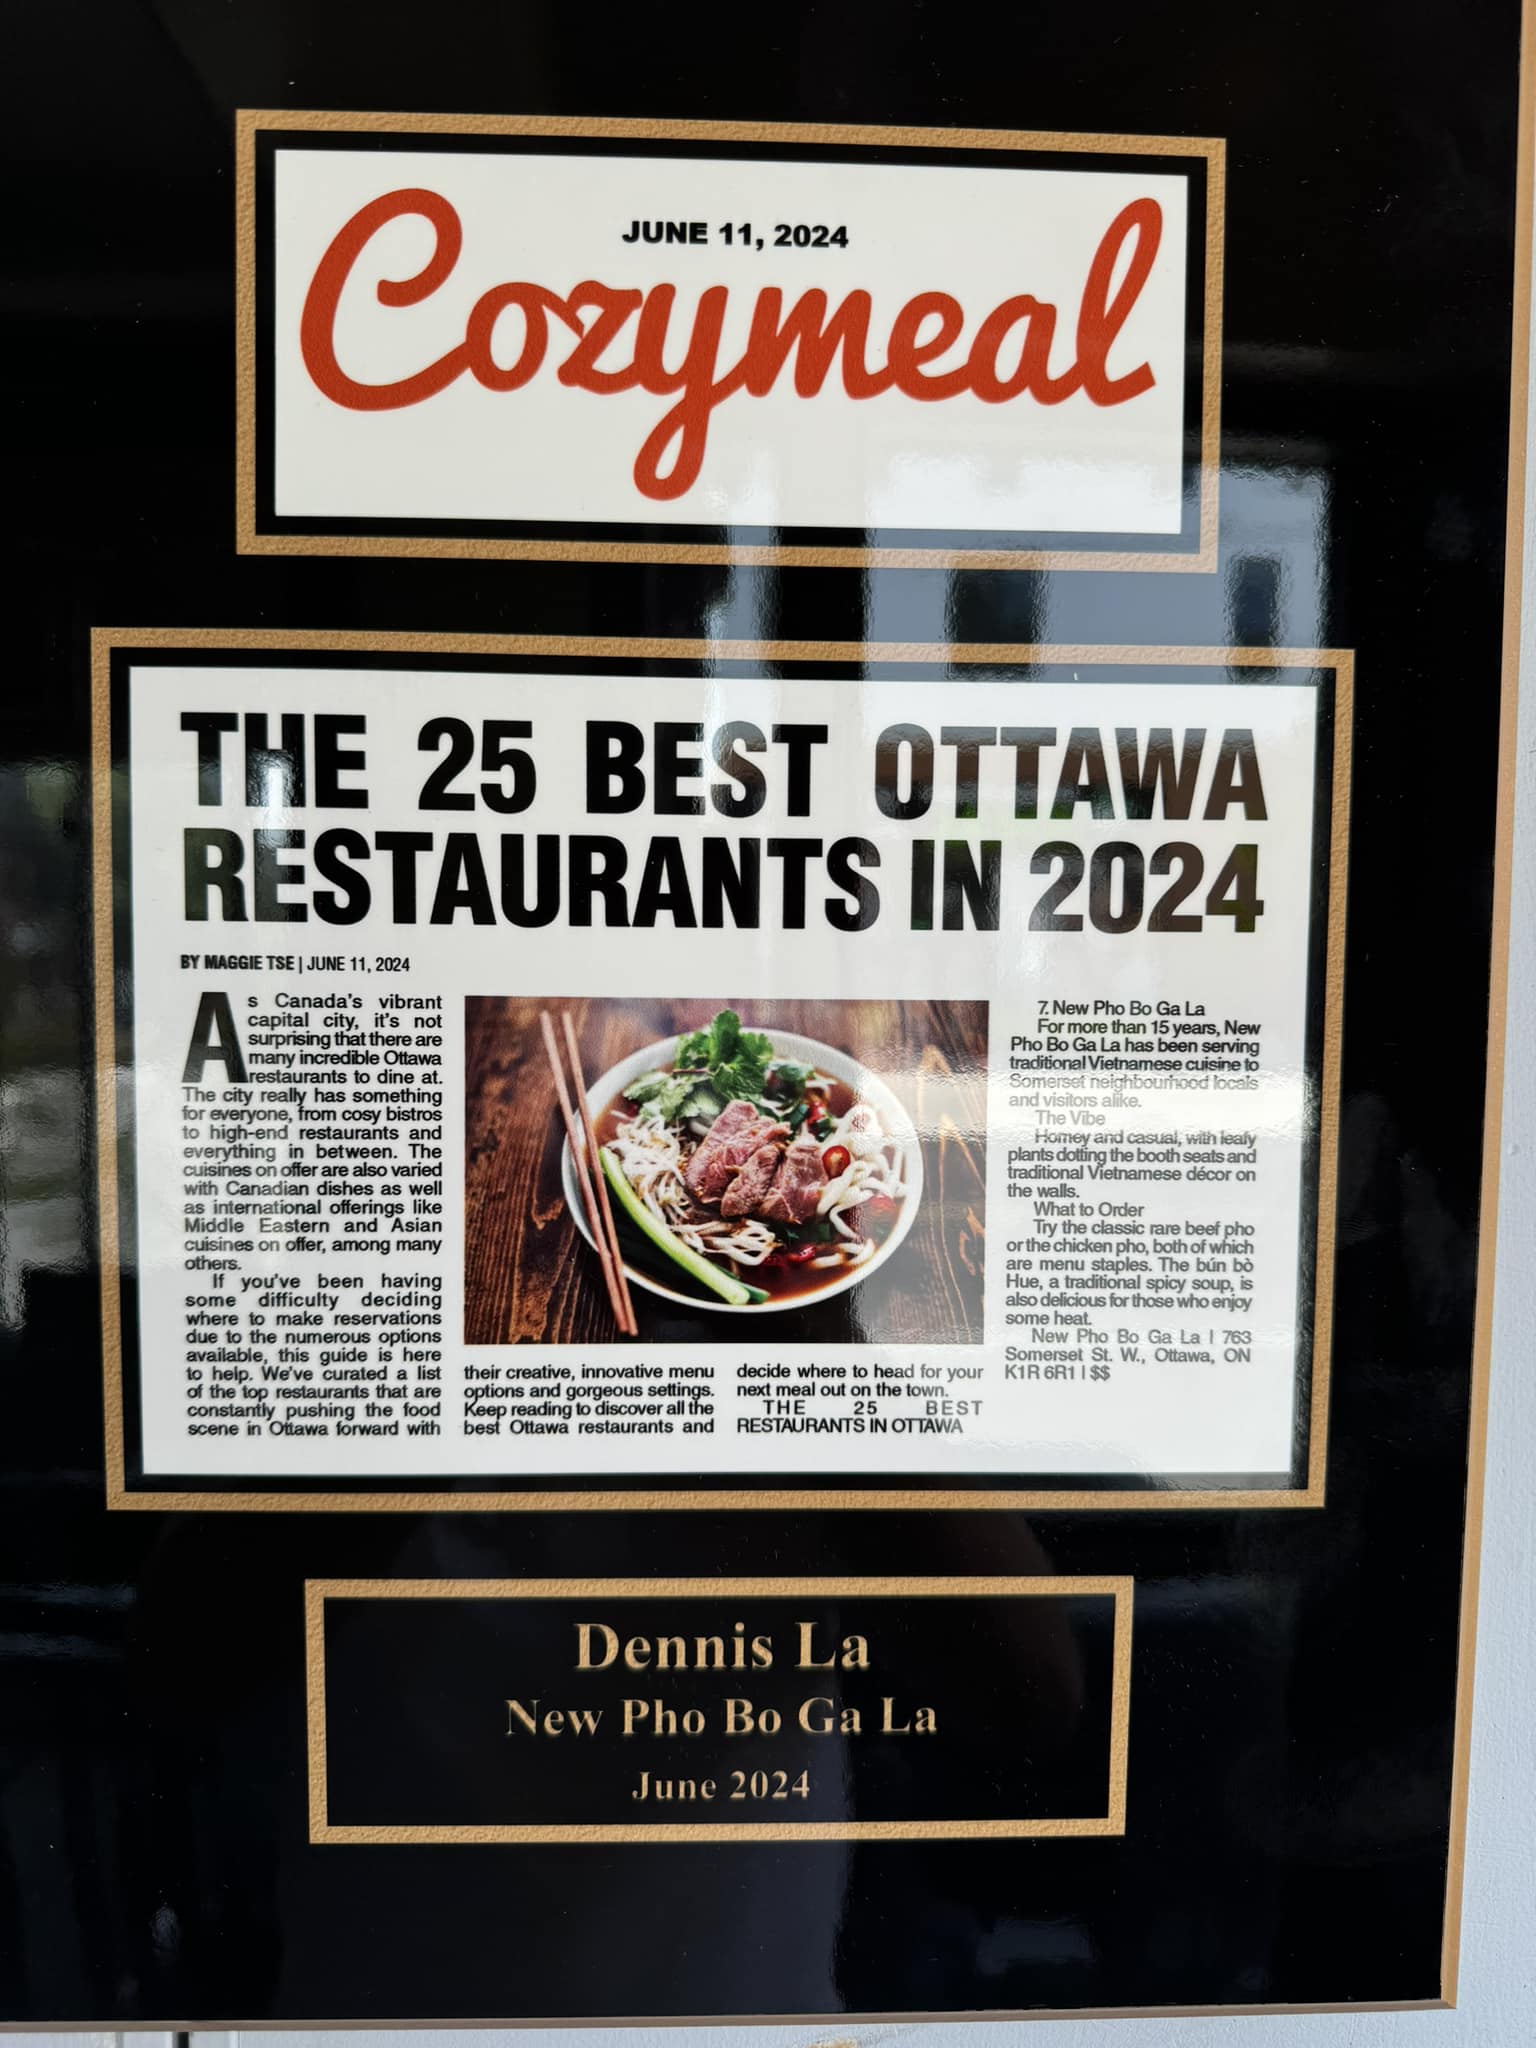 JUNE 11, 2024
Cozymeal
THE 25 BEST OTTAWA
RESTAURANTS IN 2024
BY MAGGIE TSE | JUNE 11, 2024
As Canada's vibrant
capital city, it's not
surprising that there are
many incredible Ottawa
restaurants to dine at.
The city really has something
for everyone, from cosy bistros
to high-end restaurants and
everything in between. The
cuisines on offer are also varied
with Canadian dishes as well
as international offerings like
Middle Eastern and Asian
cuisines on offer, among many
others.
If you've been having
some difficulty deciding
where to make reservations
due to the numerous options
available, this guide is here
to help. We've curated a list
of the top restaurants that are
constantly pushing the food
scene in Ottawa forward with
their creative, innovative menu
options and gorgeous settings.
Keep reading to discover all the
best Ottawa restaurants and
decide where to head for your
next meal out on the town.
THE 25 BEST
RESTAURANTS IN OTTAWA
7. New Pho Bo Ga La
For more than 15 years, New
Pho Bo Ga La has been serving
traditional Vietnamese cuisine to
Somerset neighbourhood locals
and visitors alike.
The Vibe
Homey and casual, with leafy
plants dotting the booth seats and
traditional Vietnamese décor on
the walls.
What to Order
Try the classic rare beef pho
or the chicken pho, both of which
are menu staples. The bún bò
Hue, a traditional spicy soup, is
also delicious for those who enjoy
some heat.
New Pho Bo Ga La | 763
Somerset St. W., Ottawa, ON
K1R 6R1 | $$
Dennis La
New Pho Bo Ga La
June 2024